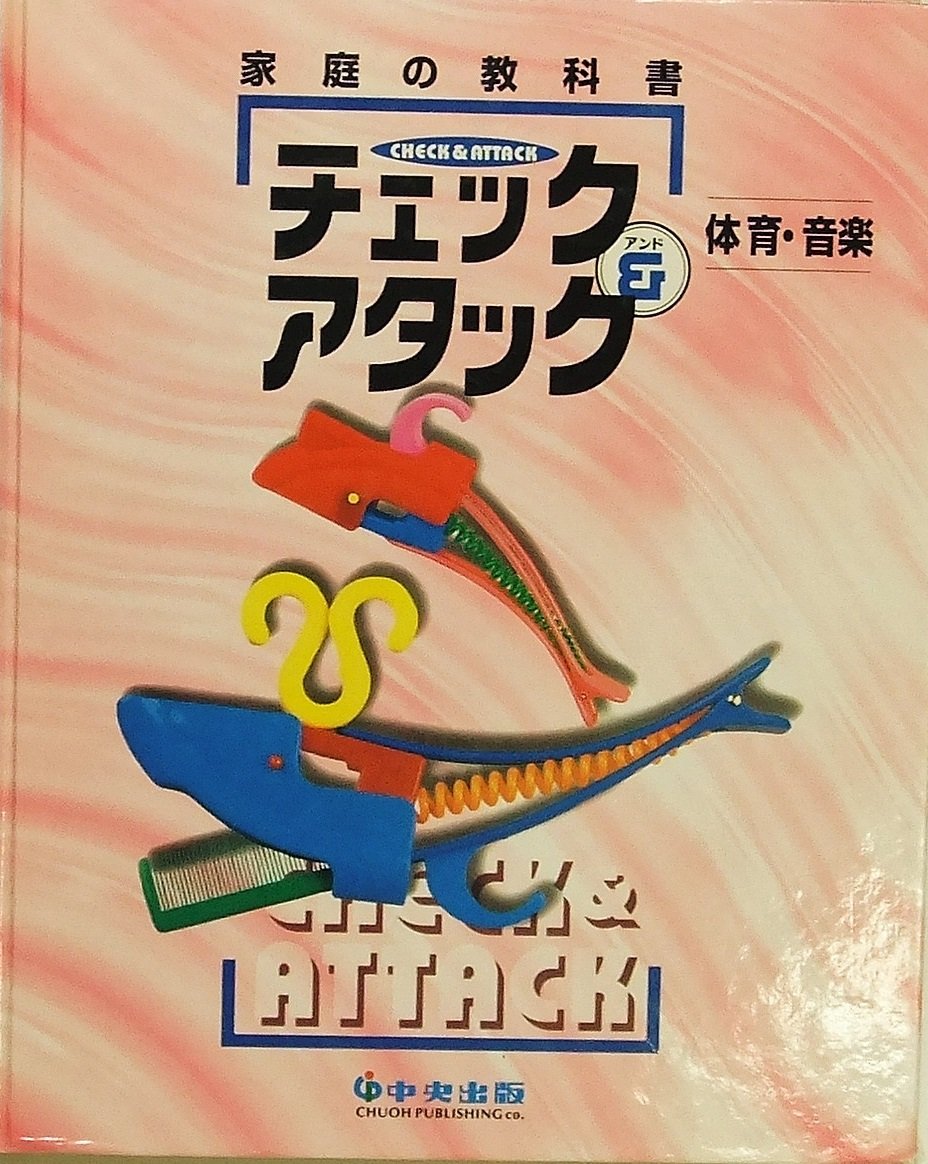 家庭の教科書
CHECK & ATTACK
チェック
アンド
&
アタック
体育・音楽
CHECK &
ATTACK
中央出版
CHUOH PUBLISHING CO.